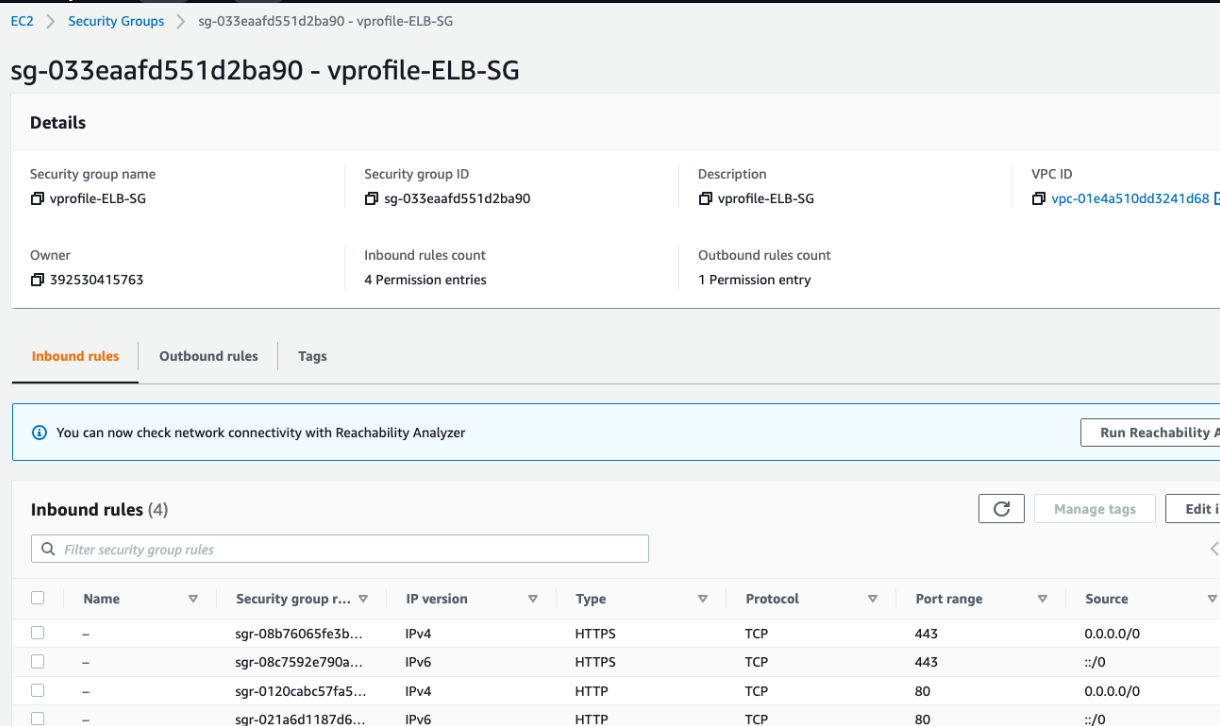 EC2 > Security Groups > sg-033eaafd551d2ba90 - vprofile-ELB-SG
sg-033eaafd551d2ba90 - vprofile-ELB-SG
Details
Security group name Security group ID Description VPC ID
vprofile-ELB-SG sg-033eaafd551d2ba90 vprofile-ELB-SG vpc-01e4a510dd3241d68
Owner Inbound rules count Outbound rules count
392530415763 4 Permission entries 1 Permission entry
Inbound rules Outbound rules Tags
You can now check network connectivity with Reachability Analyzer Run Reachability A
Inbound rules (4) Manage tags Edit i
Filter security group rules
Name Security group r... IP version Type Protocol Port range Source
– sgr-08b76065fe3b... IPv4 HTTPS TCP 443 0.0.0.0/0
– sgr-08c7592e790a... IPv6 HTTPS TCP 443 ::/0
– sgr-0120cabc57fa5... IPv4 HTTP TCP 80 0.0.0.0/0
– sgr-021a6d1187d6... IPv6 HTTP TCP 80 ::/0